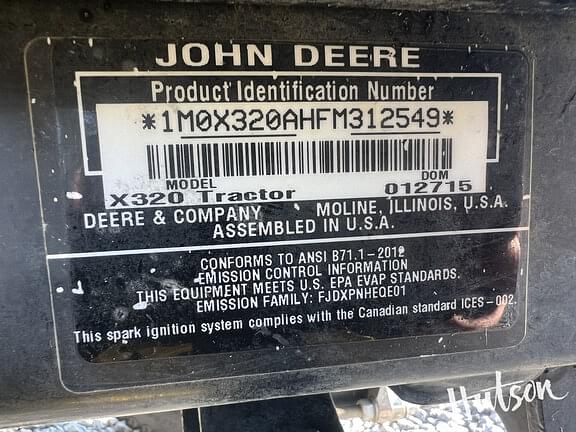 JOHN DEERE
Product Identification Number
*1M0X320AHFM312549*
MODEL DOM
X320 Tractor 012715
DEERE & COMPANY MOLINE, ILLINOIS, U.S.A.
ASSEMBLED IN U.S.A.
CONFORMS TO ANSI B71.1-2012
EMISSION CONTROL INFORMATION
THIS EQUIPMENT MEETS U.S. EPA EVAP STANDARDS.
EMISSION FAMILY: FJDXPNHEQE01
This spark ignition system complies with the Canadian standard ICES-002.
Hutson